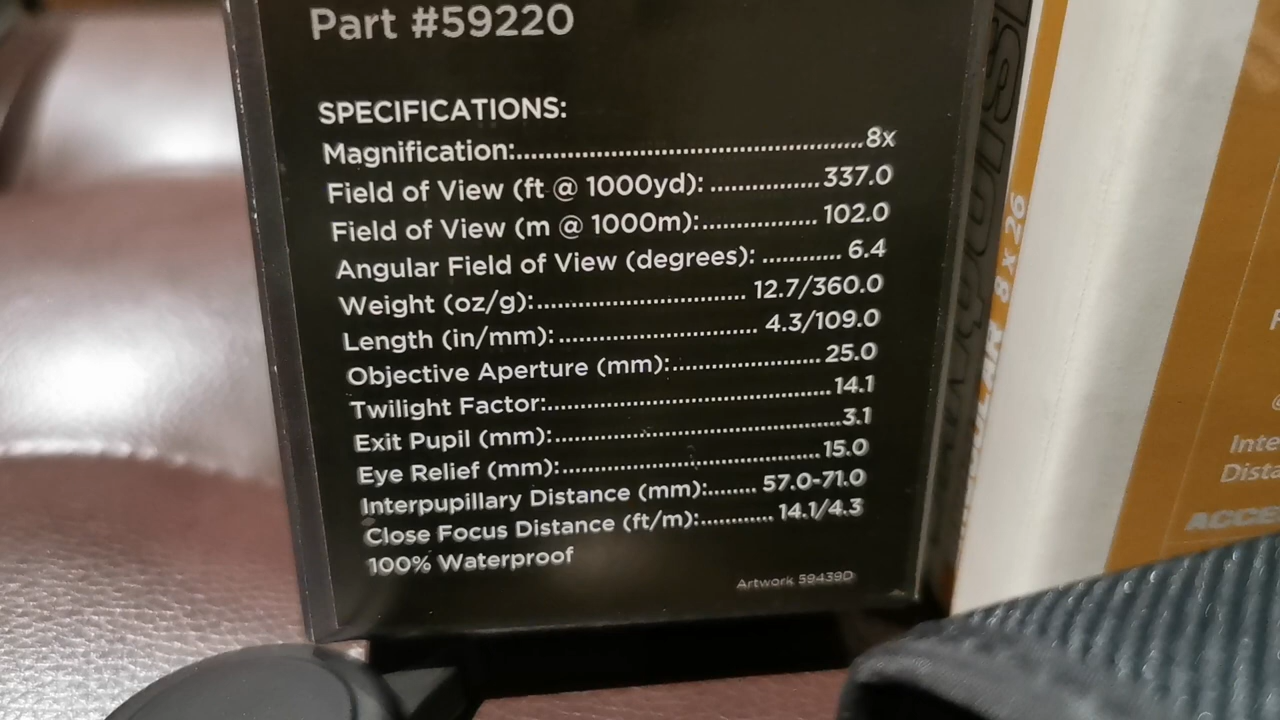 Part #59220
SPECIFICATIONS:
Magnification:..................................................8x
Field of View (ft @ 1000yd): ................337.0
Field of View (m @ 1000m):................. 102.0
Angular Field of View (degrees): ............ 6.4
Weight (oz/g):................................ 12.7/360.0
Length (in/mm): .............................. 4.3/109.0
Objective Aperture (mm):...................... 25.0
Twilight Factor:..........................................14.1
Exit Pupil (mm):..........................................3.1
Eye Relief (mm):.......................................15.0
Interpupillary Distance (mm):........ 57.0-71.0
Close Focus Distance (ft/m):............ 14.1/4.3
100% Waterproof
Artwork 59439D
8x26
Inte
Dista
ACCE